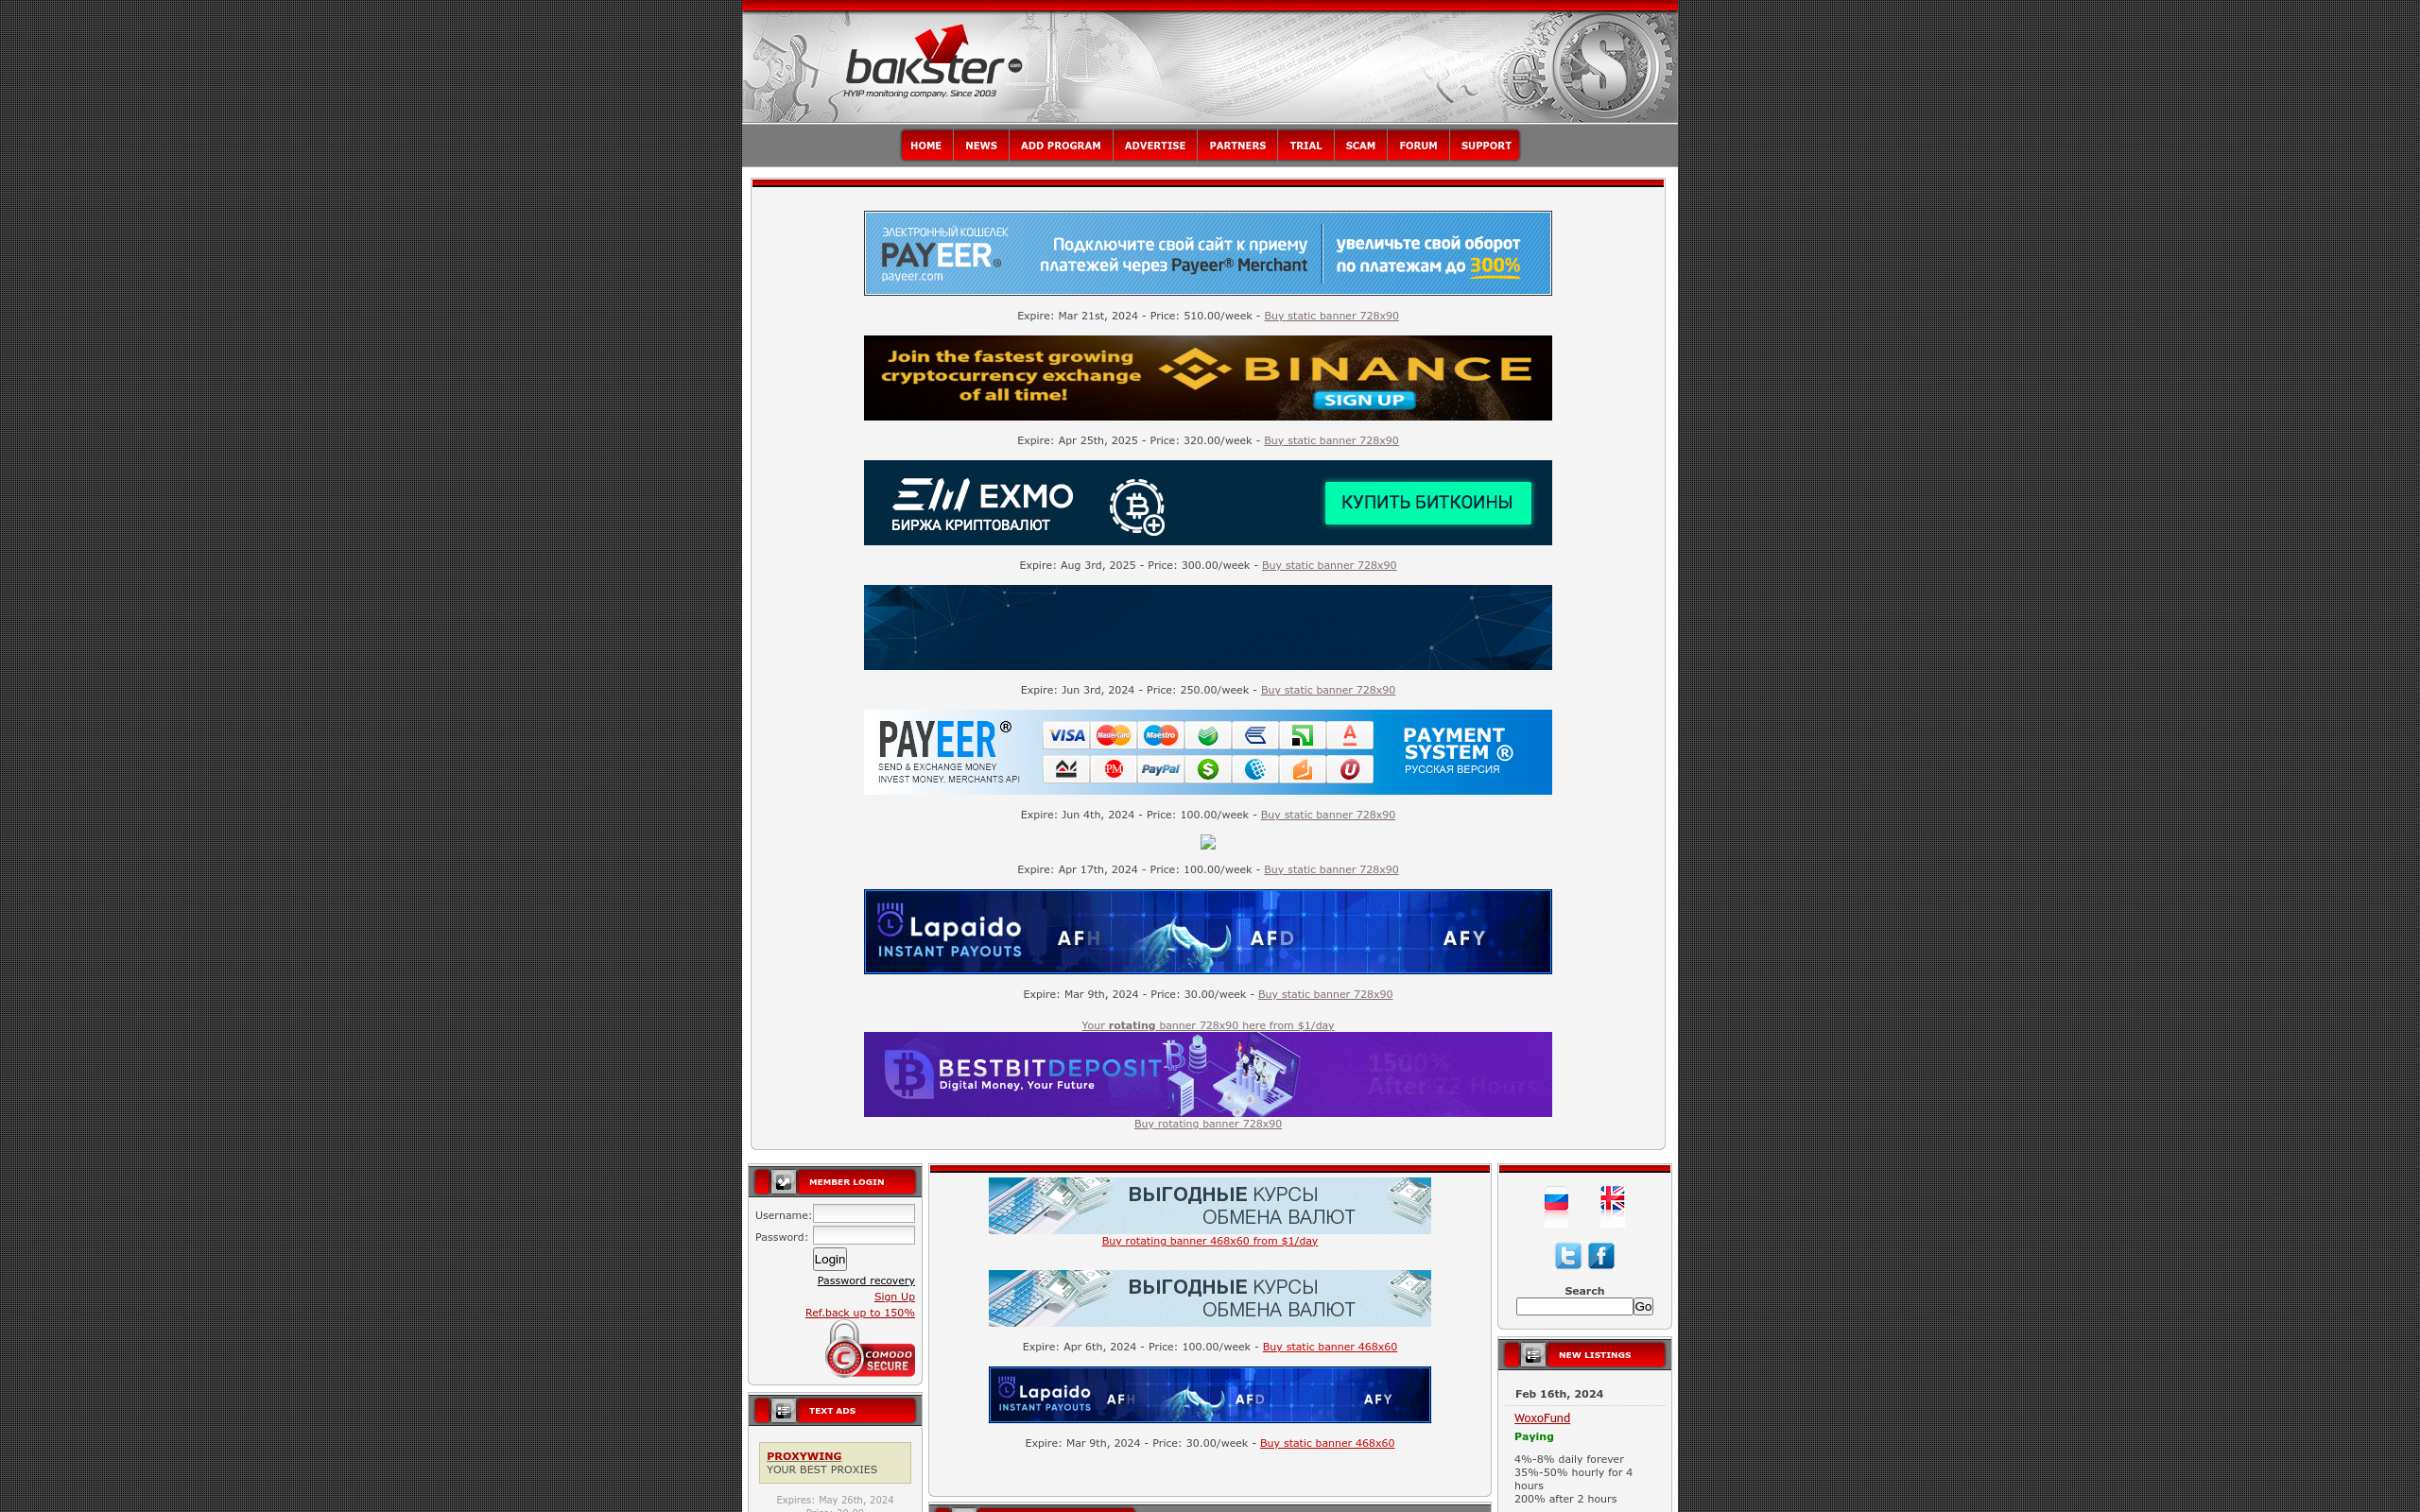 bakster.com
HYIP monitoring company. Since 2003
HOME NEWS ADD PROGRAM ADVERTISE PARTNERS TRIAL SCAM FORUM SUPPORT
ЭЛЕКТРОННЫЙ КОШЕЛЕК
PAYEER®
payeer.com
Подключите свой сайт к приему
платежей через Payeer® Merchant
увеличьте свой оборот
по платежам до 300%
Expire: Mar 21st, 2024 - Price: 510.00/week - Buy static banner 728x90
Join the fastest growing
cryptocurrency exchange
of all time!
BINANCE
SIGN UP
Expire: Apr 25th, 2025 - Price: 320.00/week - Buy static banner 728x90
EXMO
БИРЖА КРИПТОВАЛЮТ
КУПИТЬ БИТКОИНЫ
Expire: Aug 3rd, 2025 - Price: 300.00/week - Buy static banner 728x90
Expire: Jun 3rd, 2024 - Price: 250.00/week - Buy static banner 728x90
PAYEER®
SEND & EXCHANGE MONEY
INVEST MONEY, MERCHANTS API
VISA MasterCard Maestro
PM PayPal
PAYMENT
SYSTEM ®
РУССКАЯ ВЕРСИЯ
Expire: Jun 4th, 2024 - Price: 100.00/week - Buy static banner 728x90
Expire: Apr 17th, 2024 - Price: 100.00/week - Buy static banner 728x90
Lapaido
INSTANT PAYOUTS
AFH AFD AFY
Expire: Mar 9th, 2024 - Price: 30.00/week - Buy static banner 728x90
Your rotating banner 728x90 here from $1/day
BESTBITDEPOSIT
Digital Money, Your Future
1500%
After 72 Hours
Buy rotating banner 728x90
MEMBER LOGIN
Username:
Password:
Login
Password recovery
Sign Up
Ref.back up to 150%
COMODO
SECURE
TEXT ADS
PROXYWING
YOUR BEST PROXIES
Expires: May 26th, 2024
ВЫГОДНЫЕ КУРСЫ
ОБМЕНА ВАЛЮТ
Buy rotating banner 468x60 from $1/day
ВЫГОДНЫЕ КУРСЫ
ОБМЕНА ВАЛЮТ
Expire: Apr 6th, 2024 - Price: 100.00/week - Buy static banner 468x60
Lapaido
INSTANT PAYOUTS
AFH AFD AFY
Expire: Mar 9th, 2024 - Price: 30.00/week - Buy static banner 468x60
Search
Go
NEW LISTINGS
Feb 16th, 2024
WoxoFund
Paying
4%-8% daily forever
35%-50% hourly for 4
hours
200% after 2 hours